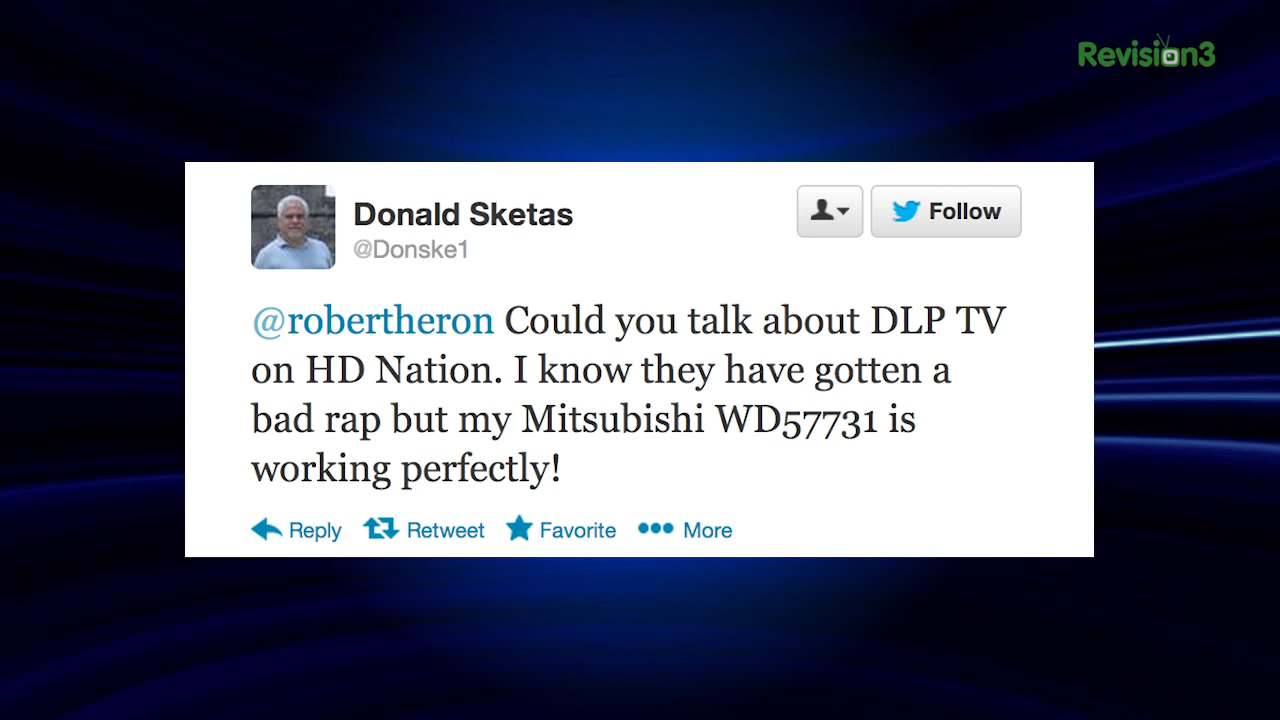 Revision3
Donald Sketas
@Donske1
Follow
@robertheron Could you talk about DLP TV
on HD Nation. I know they have gotten a
bad rap but my Mitsubishi WD57731 is
working perfectly!
Reply Retweet Favorite More